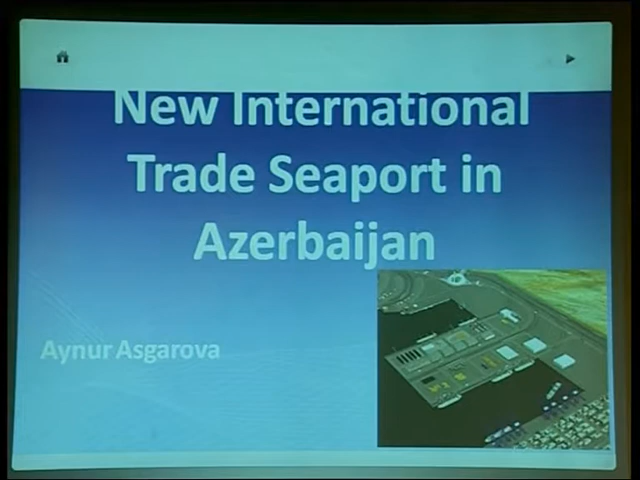 New International
Trade Seaport in
Azerbaijan
Aynur Asgarova